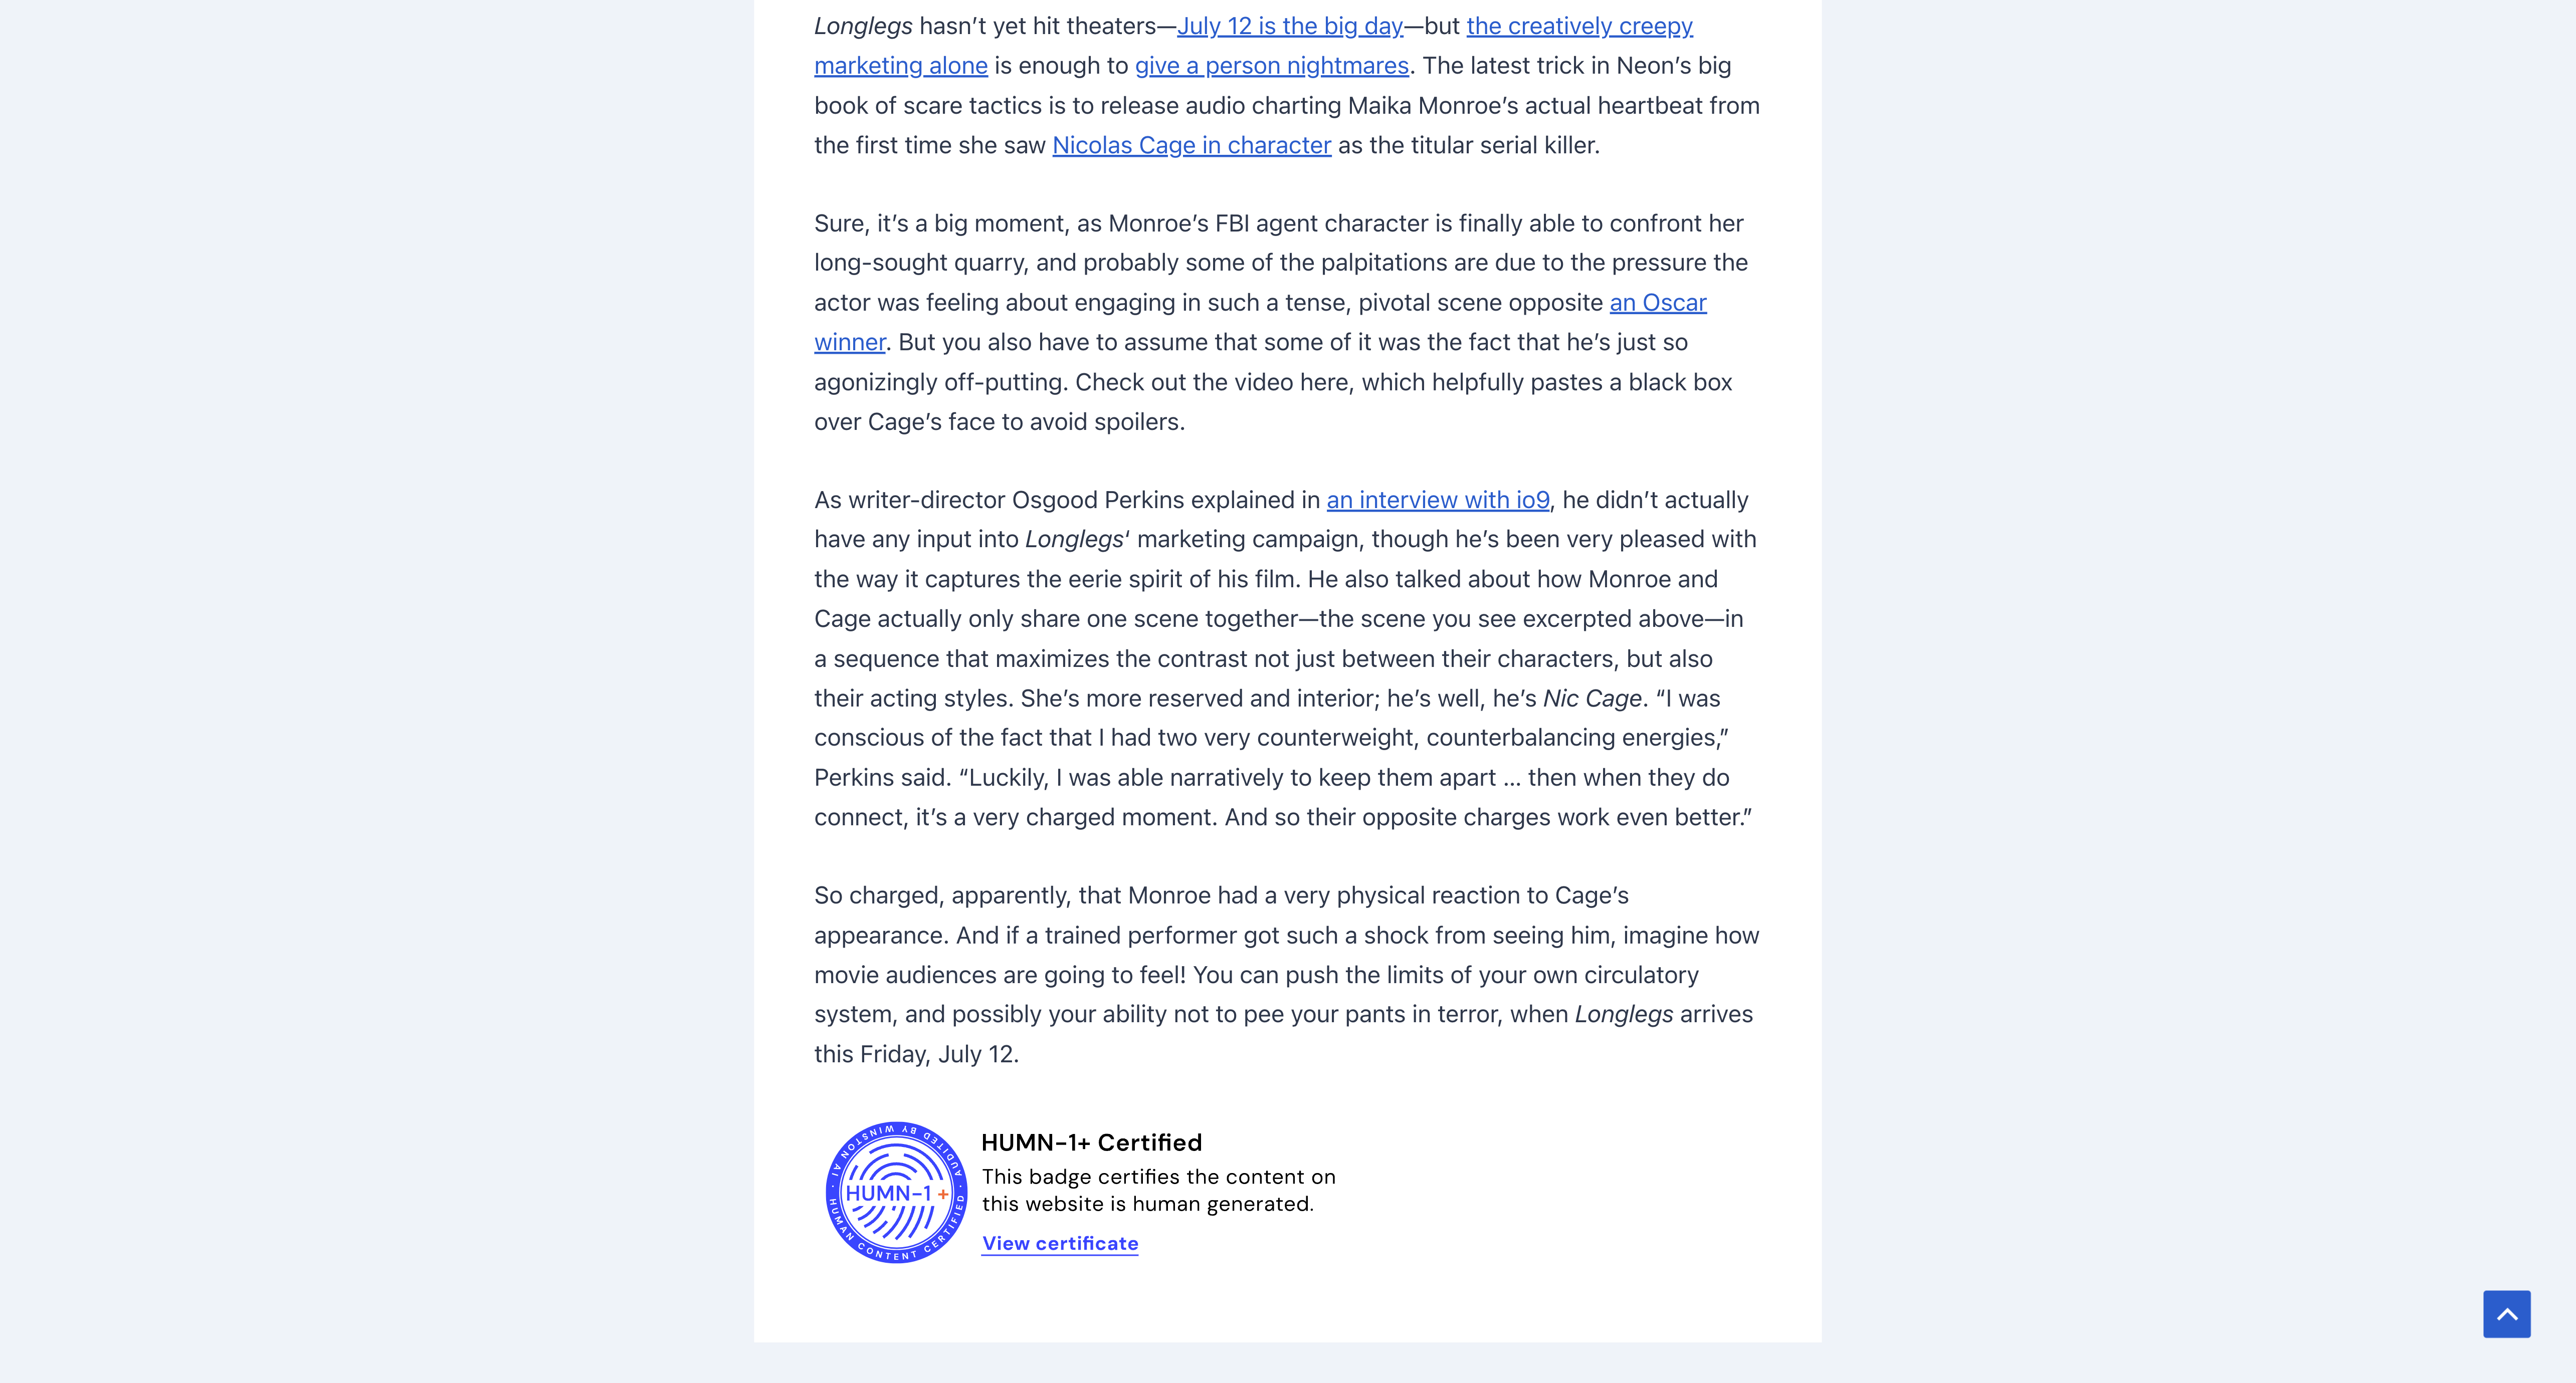 Longlegs hasn’t yet hit theaters—July 12 is the big day—but the creatively creepy
marketing alone is enough to give a person nightmares. The latest trick in Neon’s big
book of scare tactics is to release audio charting Maika Monroe’s actual heartbeat from
the first time she saw Nicolas Cage in character as the titular serial killer.
Sure, it’s a big moment, as Monroe’s FBI agent character is finally able to confront her
long-sought quarry, and probably some of the palpitations are due to the pressure the
actor was feeling about engaging in such a tense, pivotal scene opposite an Oscar
winner. But you also have to assume that some of it was the fact that he’s just so
agonizingly off-putting. Check out the video here, which helpfully pastes a black box
over Cage’s face to avoid spoilers.
As writer-director Osgood Perkins explained in an interview with io9, he didn’t actually
have any input into Longlegs‘ marketing campaign, though he’s been very pleased with
the way it captures the eerie spirit of his film. He also talked about how Monroe and
Cage actually only share one scene together—the scene you see excerpted above—in
a sequence that maximizes the contrast not just between their characters, but also
their acting styles. She’s more reserved and interior; he’s well, he’s Nic Cage. “I was
conscious of the fact that I had two very counterweight, counterbalancing energies,”
Perkins said. “Luckily, I was able narratively to keep them apart … then when they do
connect, it’s a very charged moment. And so their opposite charges work even better.”
So charged, apparently, that Monroe had a very physical reaction to Cage’s
appearance. And if a trained performer got such a shock from seeing him, imagine how
movie audiences are going to feel! You can push the limits of your own circulatory
system, and possibly your ability not to pee your pants in terror, when Longlegs arrives
this Friday, July 12.
AUDITED BY WINSTON AI
HUMN-1 +
HUMAN CONTENT CERTIFIED
HUMN-1+ Certified
This badge certifies the content on
this website is human generated.
View certificate